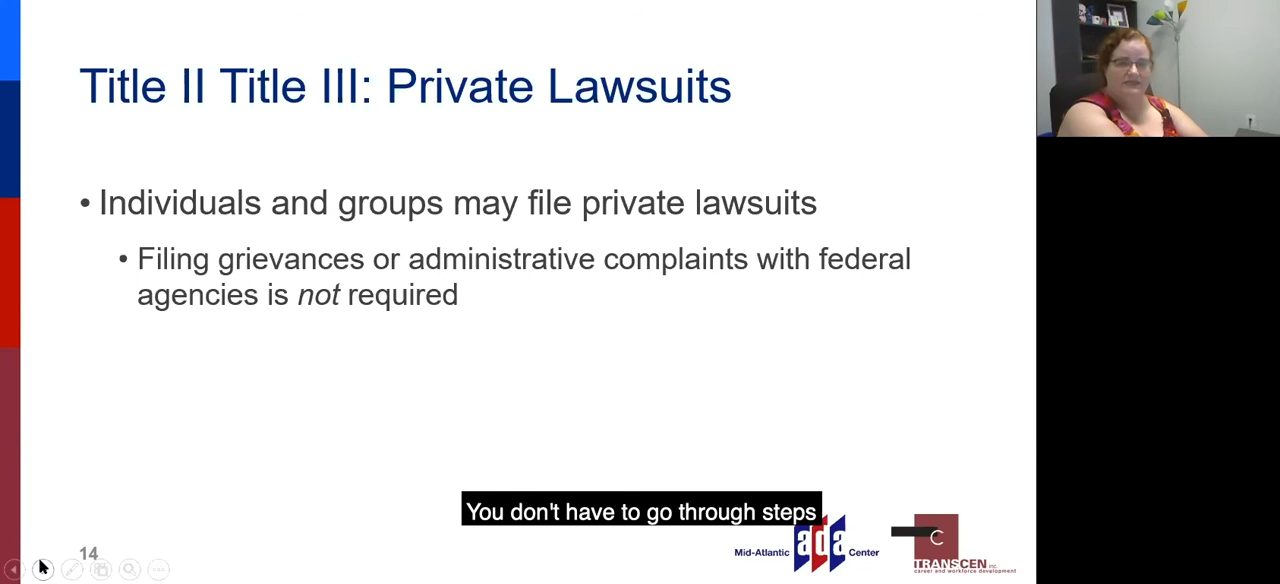 Title II Title III: Private Lawsuits
• Individuals and groups may file private lawsuits
• Filing grievances or administrative complaints with federal
agencies is not required
You don't have to go through steps
Mid-Atlantic ada Center
C
TRANSCEN inc.
career and workforce development
14